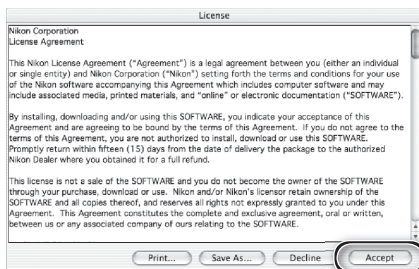 License
Nikon Corporation
License Agreement
This Nikon License Agreement ("Agreement") is a legal agreement between you (either an individual
or single entity) and Nikon Corporation ("Nikon") setting forth the terms and conditions for your use
of the Nikon software accompanying this Agreement which includes computer software and may
include associated media, printed materials, and "online" or electronic documentation ("SOFTWARE").
By installing, downloading and/or using this SOFTWARE, you indicate your acceptance of this
Agreement and are agreeing to be bound by the terms of this Agreement. If you do not agree to the
terms of this Agreement, you are not authorized to install, download or use this SOFTWARE.
Promptly return within fifteen (15) days from the date of delivery the package to the authorized
Nikon Dealer where you obtained it for a full refund.
This license is not a sale of the SOFTWARE and you do not become the owner of the SOFTWARE
through your purchase, download or use. Nikon and/or Nikon's licensor retain ownership of the
SOFTWARE and all copies thereof, and reserves all rights not expressly granted to you under this
Agreement. This Agreement constitutes the complete and exclusive agreement, oral or written,
between us or any associated company of ours relating to the SOFTWARE.
Print... Save As... Decline Accept